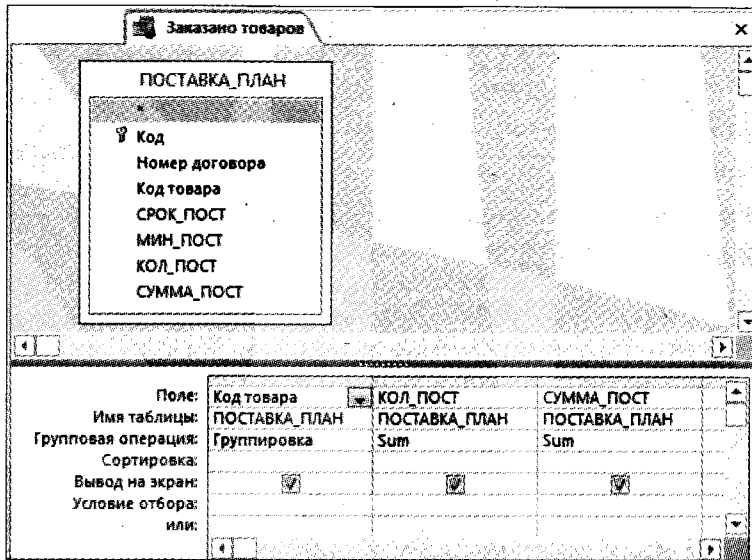 Заказано товаров
ПОСТАВКА_ПЛАН
*
Код
Номер договора
Код товара
СРОК_ПОСТ
МИН_ПОСТ
КОЛ_ПОСТ
СУММА_ПОСТ
Поле: Код товара КОЛ_ПОСТ СУММА_ПОСТ
Имя таблицы: ПОСТАВКА_ПЛАН ПОСТАВКА_ПЛАН ПОСТАВКА_ПЛАН
Групповая операция: Группировка Sum Sum
Сортировка:
Вывод на экран:
Условие отбора:
или: